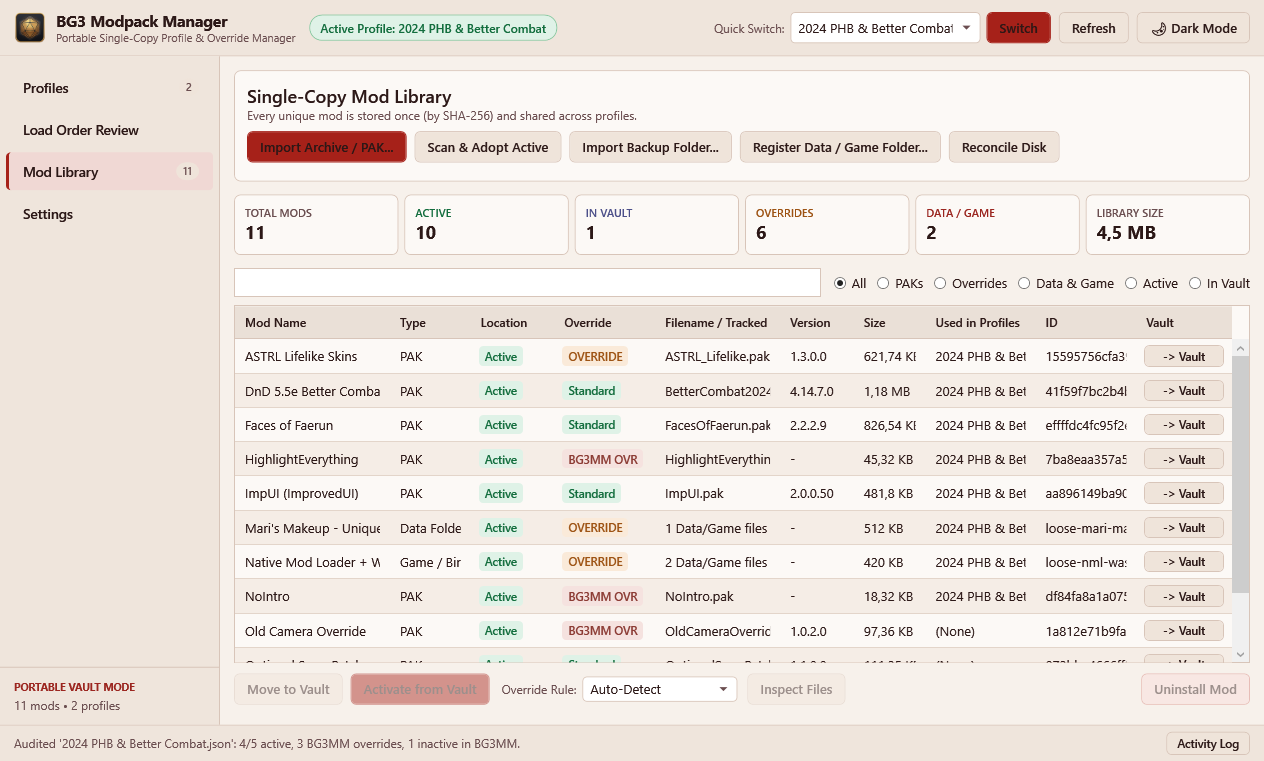 BG3 Modpack Manager
Portable Single-Copy Profile & Override Manager
Active Profile: 2024 PHB & Better Combat
Quick Switch:
2024 PHB & Better Combat
Switch
Refresh
Dark Mode
Profiles 2
Load Order Review
Mod Library 11
Settings
Single-Copy Mod Library
Every unique mod is stored once (by SHA-256) and shared across profiles.
Import Archive / PAK... Scan & Adopt Active Import Backup Folder... Register Data / Game Folder... Reconcile Disk
TOTAL MODS ACTIVE IN VAULT OVERRIDES DATA / GAME LIBRARY SIZE
11 10 1 6 2 4,5 MB
All PAKs Overrides Data & Game Active In Vault
Mod Name Type Location Override Filename / Tracked Version Size Used in Profiles ID Vault
ASTRL Lifelike Skins PAK Active OVERRIDE ASTRL_Lifelike.pak 1.3.0.0 621,74 KB 2024 PHB & Bet 15595756cfa3 -> Vault
DnD 5.5e Better Comba PAK Active Standard BetterCombat2024 4.14.7.0 1,18 MB 2024 PHB & Bet 41f59f7bc2b4 -> Vault
Faces of Faerun PAK Active Standard FacesOfFaerun.pak 2.2.2.9 826,54 KB 2024 PHB & Bet effffdc4fc95f2 -> Vault
HighlightEverything PAK Active BG3MM OVR HighlightEverythin - 45,32 KB 2024 PHB & Bet 7ba8eaa357a5 -> Vault
ImpUI (ImprovedUI) PAK Active Standard ImpUI.pak 2.0.0.50 481,8 KB 2024 PHB & Bet aa896149ba90 -> Vault
Mari's Makeup - Unique Data Folde Active OVERRIDE 1 Data/Game files - 512 KB 2024 PHB & Bet loose-mari-ma -> Vault
Native Mod Loader + W Game / Bin Active OVERRIDE 2 Data/Game files - 420 KB 2024 PHB & Bet loose-nml-was -> Vault
NoIntro PAK Active BG3MM OVR NoIntro.pak - 18,32 KB 2024 PHB & Bet df84fa8a1a075 -> Vault
Old Camera Override PAK Active BG3MM OVR OldCameraOverric 1.0.2.0 97,36 KB (None) 1a812e71b9fa -> Vault
Move to Vault Activate from Vault Override Rule: Auto-Detect Inspect Files Uninstall Mod
PORTABLE VAULT MODE
11 mods • 2 profiles
Audited '2024 PHB & Better Combat.json': 4/5 active, 3 BG3MM overrides, 1 inactive in BG3MM.
Activity Log